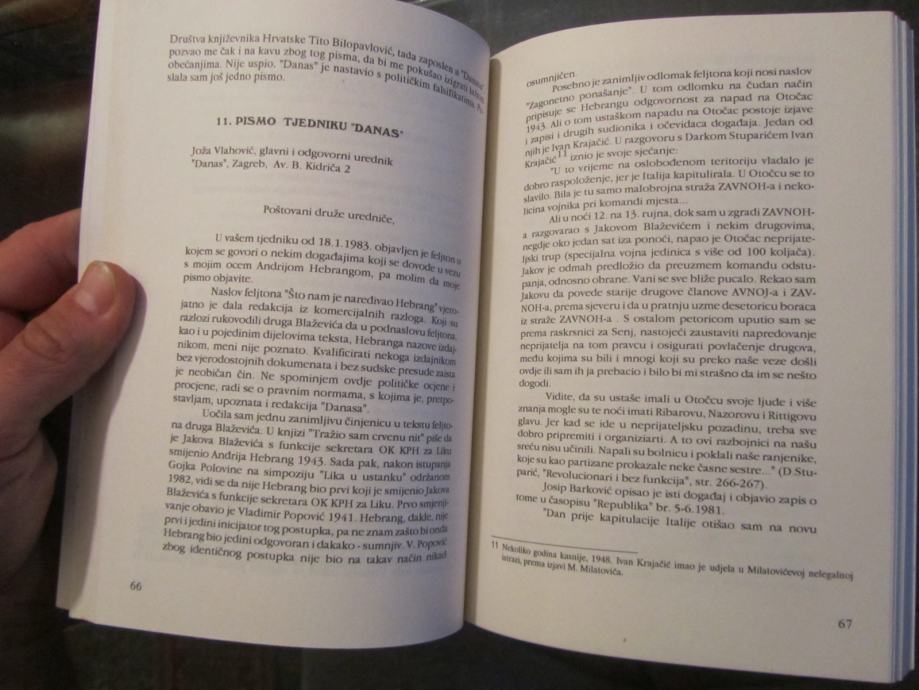 Društva književnika Hrvatske Tito Bilopavlović, tada zaposlen u "Danasu"
pozvao me čak i na kavu zbog tog pisma, da bi me pokušao izigrati lažnim
obećanjima. Nije uspio. "Danas" je nastavio s političkim falsifikatima. Po-
slala sam još jedno pismo.
11. PISMO TJEDNIKU "DANAS"
Joža Vlahović, glavni i odgovorni urednik
"Danas", Zagreb, Av. B. Kidriča 2
Poštovani druže uredniče,
U vašem tjedniku od 18.1.1983. objavljen je feljton u
kojem se govori o nekim događajima koji se dovode u vezu
s mojim ocem Andrijom Hebrangom, pa molim da moje
pismo objavite.
Naslov feljtona "Što nam je naređivao Hebrang" vjero-
jatno je dala redakcija iz komercijalnih razloga. Koji su
razlozi rukovodili druga Blaževića da u podnaslovu feljtona,
kao i u pojedinim dijelovima teksta, Hebranga nazove izdaj-
nikom, meni nije poznato. Kvalificirati nekoga izdajnikom
bez vjerodostojnih dokumenata i bez sudske presude zaista
je neobičan čin. Ne spominjem ovdje političke ocjene i
procjene, radi se o pravnim normama, s kojima je, pretpo-
stavljam, upoznata i redakcija "Danasa".
Uočila sam jednu zanimljivu činjenicu u tekstu feljto-
na druga Blaževića. U knjizi "Tražio sam crvenu nit" piše da
je Jakova Blaževića s funkcije sekretara OK KPH za Liku
smijenio Andrija Hebrang 1943. Sada pak, nakon istupanja
Gojka Polovine na simpoziju "Lika u ustanku" održanom
1982, vidi se da nije Hebrang bio prvi koji je smijenio Jakova
Blaževića s funkcije sekretara OK KPH za Liku. Prvo smjenji-
vanje obavio je Vladimir Popović 1941. Hebrang, dakle, nije
prvi i jedini inicijator tog postupka, pa ne znam zašto bi onda
Hebrang bio jedini odgovoran i dakako - sumnjiv. V. Popović
zbog identičnog postupka nije bio na takav način nikad
66
osumnjičen.
Posebno je zanimljiv odlomak feljtona koji nosi naslov
"Zagonetno ponašanje". U tom odlomku na čudan način
pripisuje se Hebrangu odgovornost za napad na Otočac
1943. Ali o tom ustaškom napadu na Otočac postoje izjave
i zapisi i drugih sudionika i očevidaca događaja. Jedan od
njih je Ivan Krajačić. U razgovoru s Darkom Stuparićem Ivan
Krajačić 11 iznio je svoje sjećanje:
"U to vrijeme na oslobođenom teritoriju vladalo je
dobro raspoloženje, jer je Italija kapitulirala. U Otočcu se to
slavilo. Bila je tu samo malobrojna straža ZAVNOH-a i neko-
licina vojnika pri komandi mjesta...
Ali u noći 12. na 13. rujna, dok sam u zgradi ZAVNOH-
a razgovarao s Jakovom Blaževićem i nekim drugovima,
negdje oko jedan sat iza ponoći, napao je Otočac neprijate-
ljski trup (specijalna vojna jedinica s više od 100 koljača).
Jakov je odmah predložio da preuzmem komandu odstu-
panja, odnosno obrane. Vani se sve bliže pucalo. Rekao sam
Jakovu da povede starije drugove članove AVNOJ-a i ZAV-
NOH-a, prema sjeveru i da u pratnju uzme desetoricu boraca
iz straže ZAVNOH-a . S ostalom petoricom uputio sam se
prema raskrsnici za Senj, nastojeći zaustaviti napredovanje
neprijatelja na tom pravcu i osigurati povlačenje drugova,
među kojima su bili i mnogi koji su preko naše veze došli
ovdje ili sam ih ja prebacio i bilo bi mi strašno da im se nešto
dogodi.
Vidite, da su ustaše imali u Otočcu svoje ljude i više
znanja mogle su te noći imati Ribarovu, Nazorovu i Rittigovu
glavu. Jer kad se ide u neprijateljsku pozadinu, treba sve
dobro pripremiti i organiziarti. A to ovi razbojnici na našu
sreću nisu učinili. Napali su bolnicu i poklali naše ranjenike,
koje su kao partizane prokazale neke časne sestre..." (D.Stu-
parić, "Revolucionari i bez funkcija", str. 266-267).
Josip Barković opisao je isti događaj i objavio zapis o
tome u časopisu "Republika" br. 5-6.1981.
"Dan prije kapitulacije Italije otišao sam na novu
11 Nekoliko godina kasnije, 1948. Ivan Krajačić imao je udjela u Milatovićevoj nelegalnoj
istrazi, prema izjavi M. Milatovića.
67